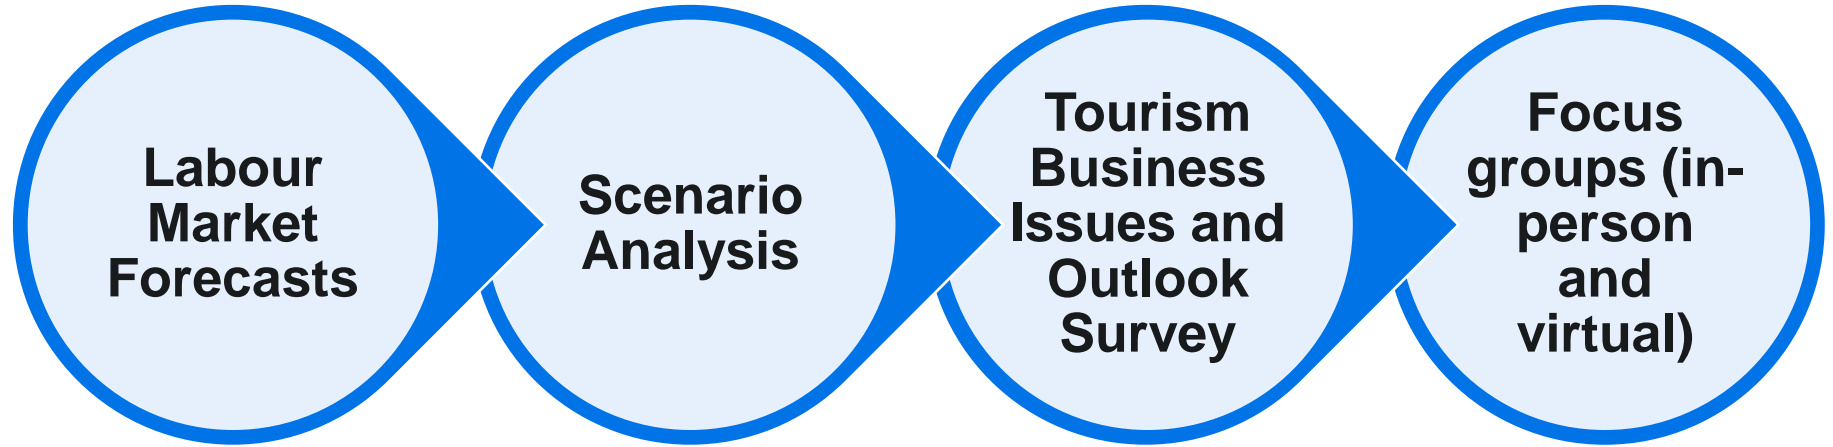 Labour
Market
Forecasts
Scenario
Analysis
Tourism
Business
Issues and
Outlook
Survey
Focus
groups (in-
person
and
virtual)